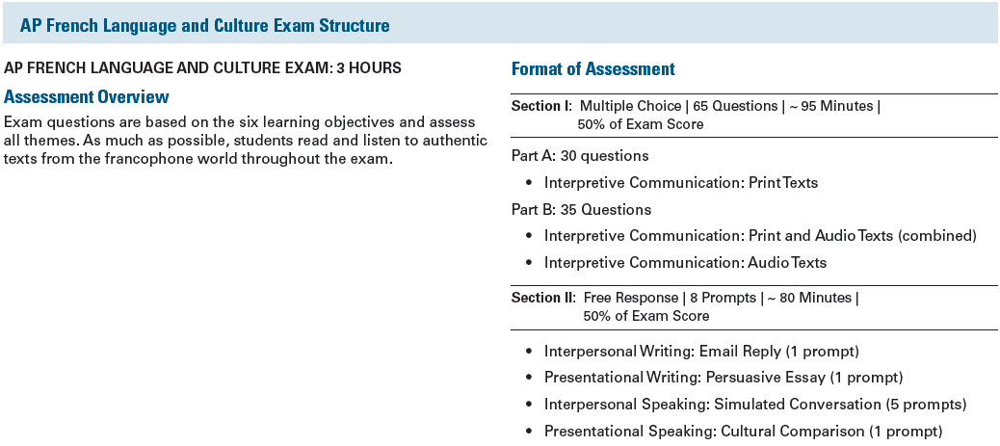 AP French Language and Culture Exam Structure
AP FRENCH LANGUAGE AND CULTURE EXAM: 3 HOURS
Assessment Overview
Exam questions are based on the six learning objectives and assess
all themes. As much as possible, students read and listen to authentic
texts from the francophone world throughout the exam.
Format of Assessment
Section I: Multiple Choice | 65 Questions | ~ 95 Minutes |
50% of Exam Score
Part A: 30 questions
• Interpretive Communication: Print Texts
Part B: 35 Questions
• Interpretive Communication: Print and Audio Texts (combined)
• Interpretive Communication: Audio Texts
Section II: Free Response | 8 Prompts | ~ 80 Minutes |
50% of Exam Score
• Interpersonal Writing: Email Reply (1 prompt)
• Presentational Writing: Persuasive Essay (1 prompt)
• Interpersonal Speaking: Simulated Conversation (5 prompts)
• Presentational Speaking: Cultural Comparison (1 prompt)